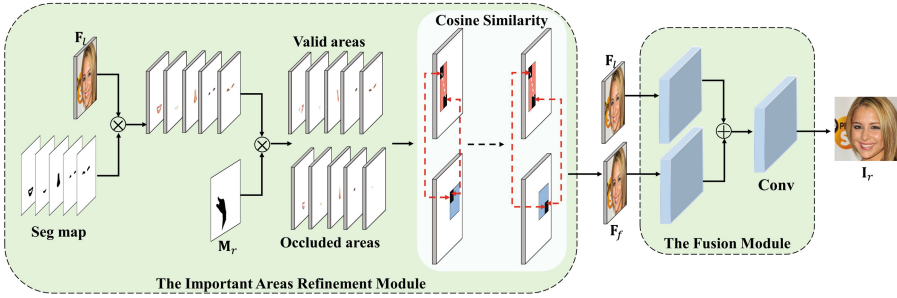 F_l
Seg map
M_r
Valid areas
Occluded areas
Cosine Similarity
The Important Areas Refinement Module
F_l
F_f
Conv
The Fusion Module
I_r